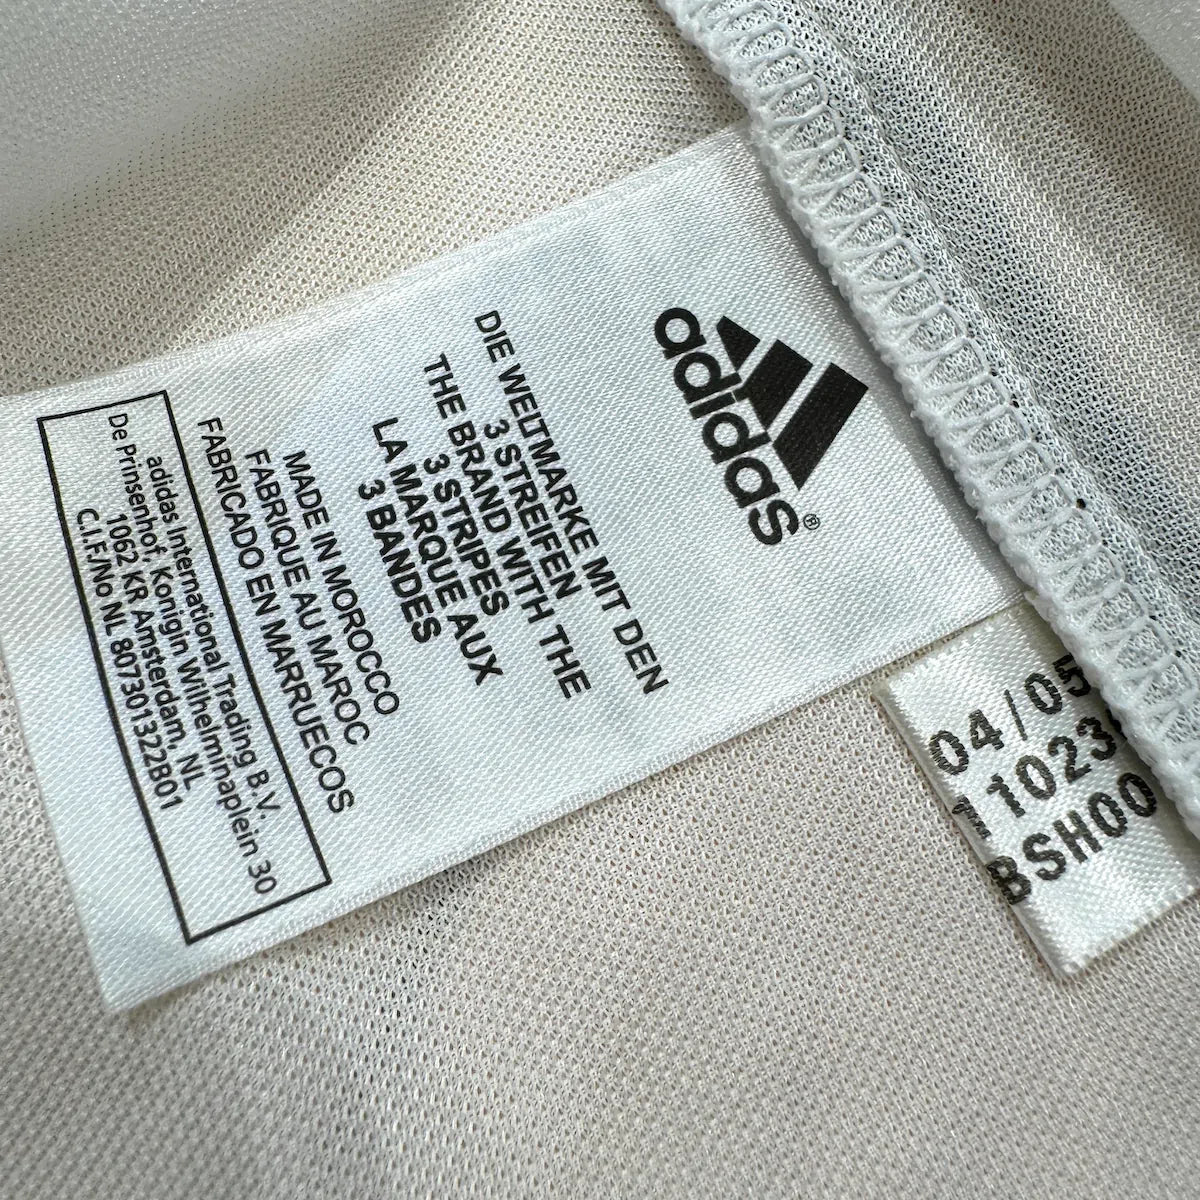 adidas®
DIE WELTMARKE MIT DEN
3 STREIFEN
THE BRAND WITH THE
3 STRIPES
LA MARQUE AUX
3 BANDES
MADE IN MOROCCO
FABRIQUE AU MAROC
FABRICADO EN MARRUECOS
adidas International Trading B.V.
De Prinsenhof, Konigin Wilhelminaplein 30
1062 KR Amsterdam, NL
C.I.F./No NL 807301322B01
04/05
BSH00